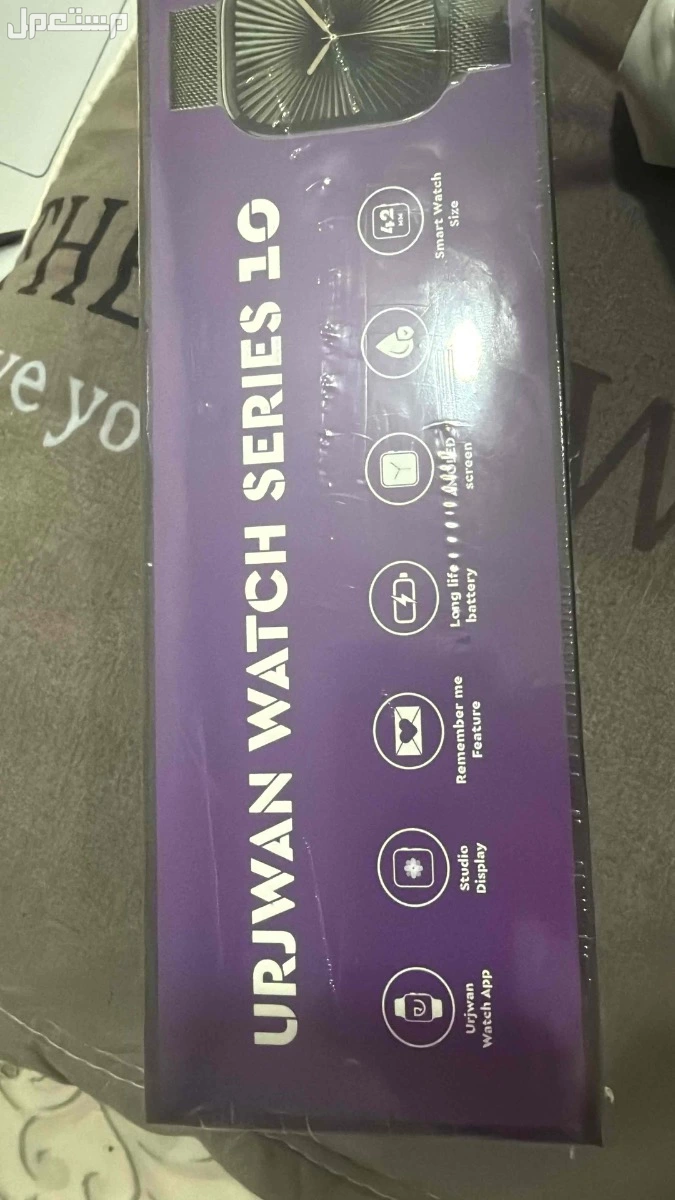 مستعمل
URJWAN WATCH SERIES 10
42
MM
Smart Watch
Size
screen
Long life
battery
Remember me
Feature
Studio
Display
Urjwan
Watch App
THE
ve yo
W